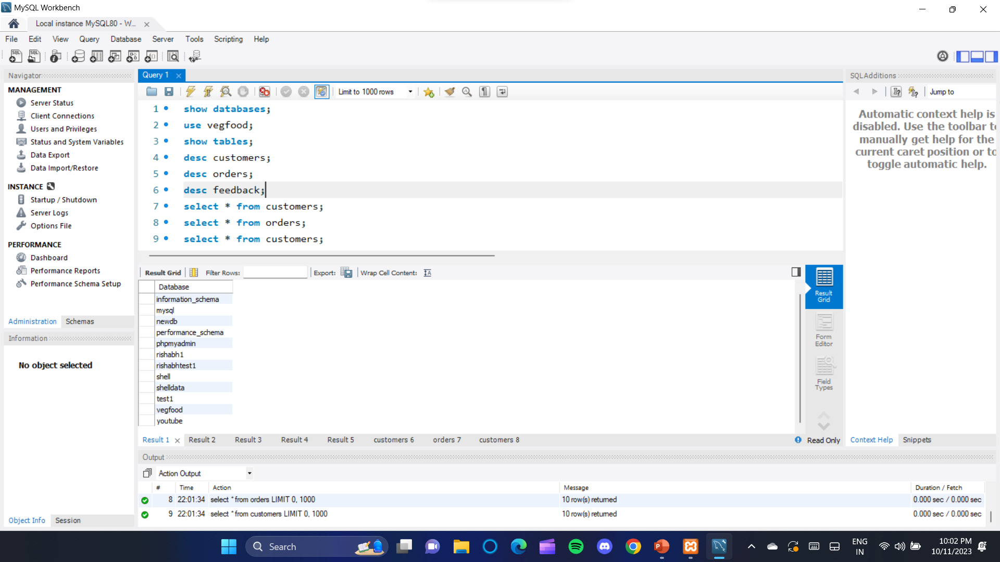 MySQL Workbench
Local instance MySQL80 - W...
File Edit View Query Database Server Tools Scripting Help
Navigator
MANAGEMENT
Server Status
Client Connections
Users and Privileges
Status and System Variables
Data Export
Data Import/Restore
INSTANCE
Startup / Shutdown
Server Logs
Options File
PERFORMANCE
Dashboard
Performance Reports
Performance Schema Setup
Administration Schemas
Information
No object selected
Object Info Session
Query 1
Limit to 1000 rows
1 show databases;
2 use vegfood;
3 show tables;
4 desc customers;
5 desc orders;
6 desc feedback;
7 select * from customers;
8 select * from orders;
9 select * from customers;
Result Grid Filter Rows: Export: Wrap Cell Content:
Database
information_schema
mysql
newdb
performance_schema
phpmyadmin
rishabh1
rishabhtest1
shell
shelldata
test1
vegfood
youtube
Result
Grid
Form
Editor
Field
Types
Result 1 Result 2 Result 3 Result 4 Result 5 customers 6 orders 7 customers 8
Read Only
SQLAdditions
Jump to
Automatic context help is
disabled. Use the toolbar to
manually get help for the
current caret position or to
toggle automatic help.
Context Help Snippets
Output
Action Output
# Time Action Message Duration / Fetch
8 22:01:34 select * from orders LIMIT 0, 1000 10 row(s) returned 0.000 sec / 0.000 sec
9 22:01:34 select * from customers LIMIT 0, 1000 10 row(s) returned 0.000 sec / 0.000 sec
Search
ENG
IN
10:02 PM
10/11/2023